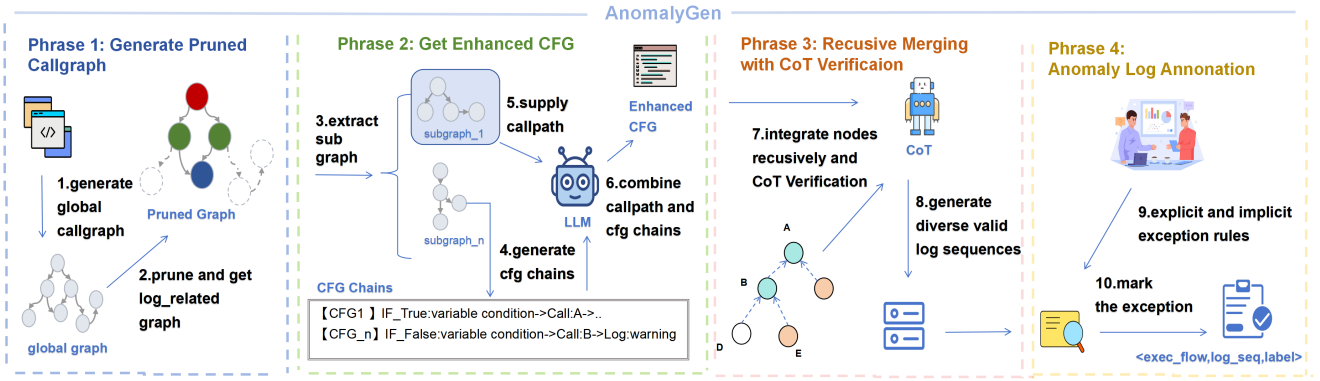 AnomalyGen
Phrase 1: Generate Pruned
Callgraph
1.generate
global
callgraph
Pruned Graph
2.prune and get
log_related
graph
global graph
Phrase 2: Get Enhanced CFG
3.extract
sub
graph
subgraph_1
subgraph_n
5.supply
callpath
Enhanced
CFG
LLM
6.combine
callpath and
cfg chains
4.generate
cfg chains
CFG Chains
【CFG1 】IF_True:variable condition->Call:A->..
【CFG_n】IF_False:variable condition->Call:B->Log:warning
Phrase 3: Recusive Merging
with CoT Verificaion
7.integrate nodes
recusively and
CoT Verification
CoT
8.generate
diverse valid
log sequences
A
B
D
E
Phrase 4:
Anomaly Log Annonation
9.explicit and implicit
exception rules
10.mark
the exception
<exec_flow,log_seq,label>